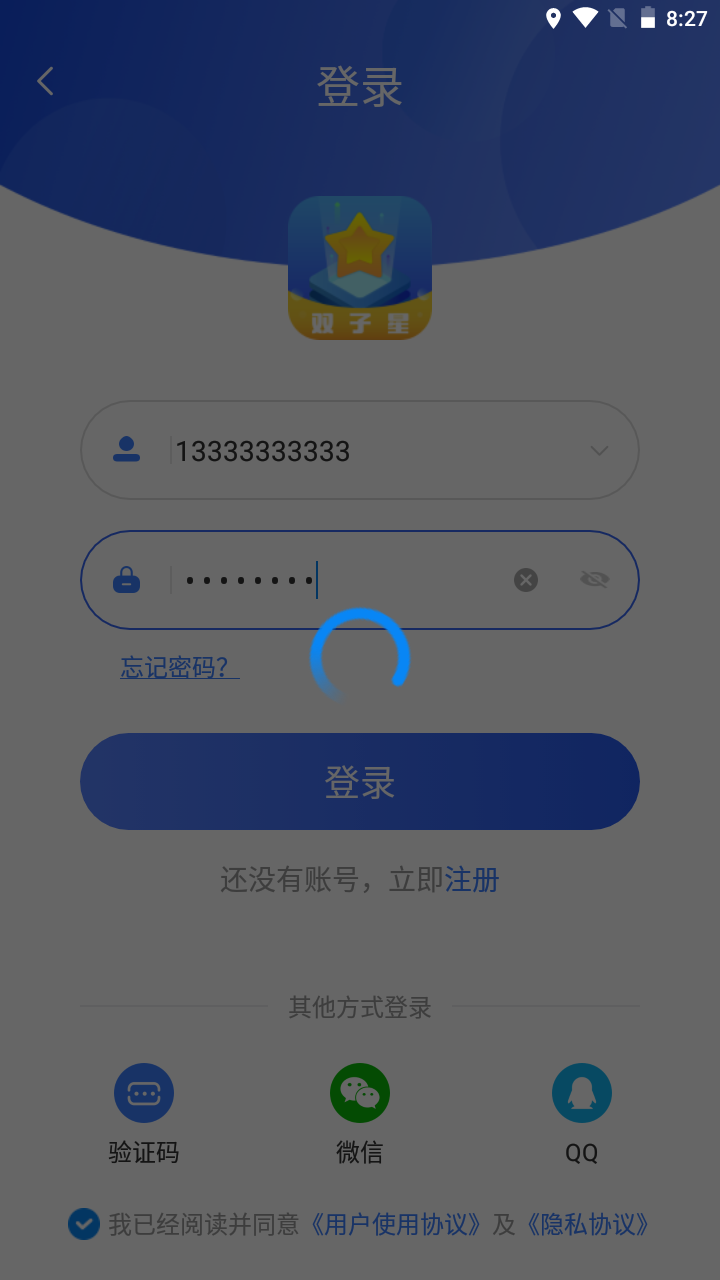 8:27
登录
双子星
13333333333
••••••••
忘记密码？
登录
还没有账号，立即注册
其他方式登录
验证码 微信 QQ
我已经阅读并同意《用户使用协议》及《隐私协议》